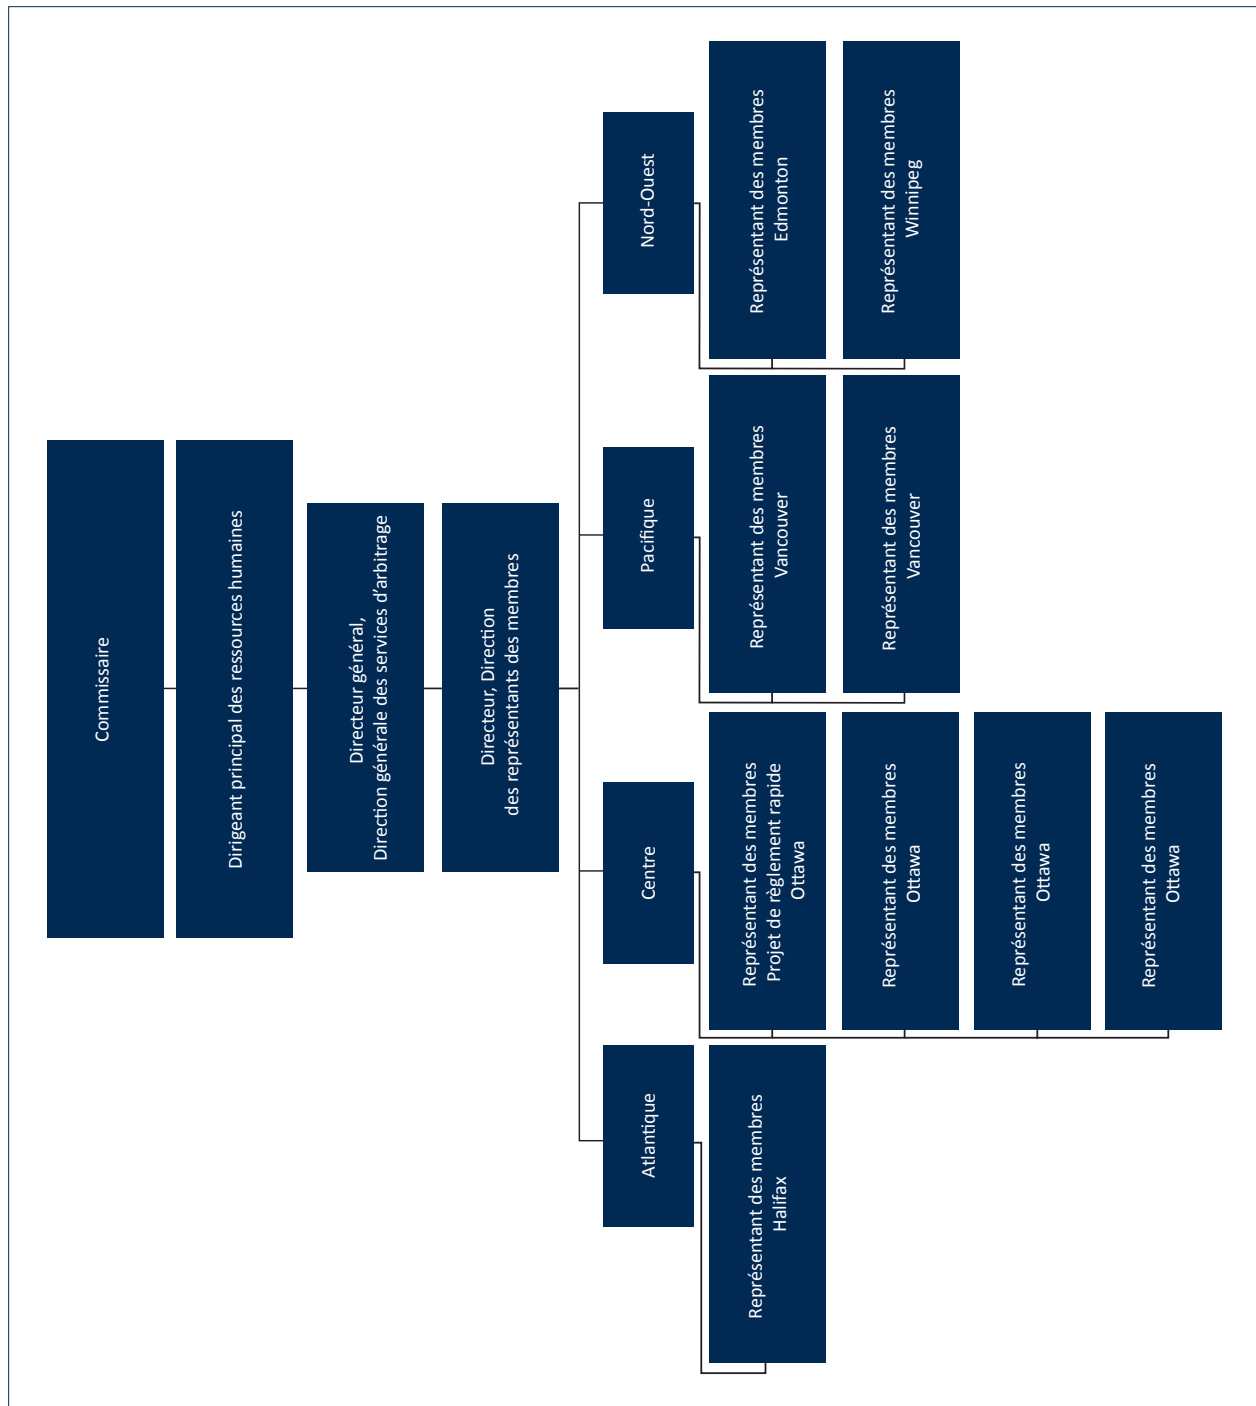 Commissaire
Dirigeant principal des ressources humaines
Directeur général,
Direction générale des services d’arbitrage
Directeur, Direction
des représentants des membres
Atlantique
Représentant des membres
Halifax
Centre
Représentant des membres
Projet de règlement rapide
Ottawa
Représentant des membres
Ottawa
Représentant des membres
Ottawa
Représentant des membres
Ottawa
Pacifique
Représentant des membres
Vancouver
Représentant des membres
Vancouver
Nord-Ouest
Représentant des membres
Edmonton
Représentant des membres
Winnipeg